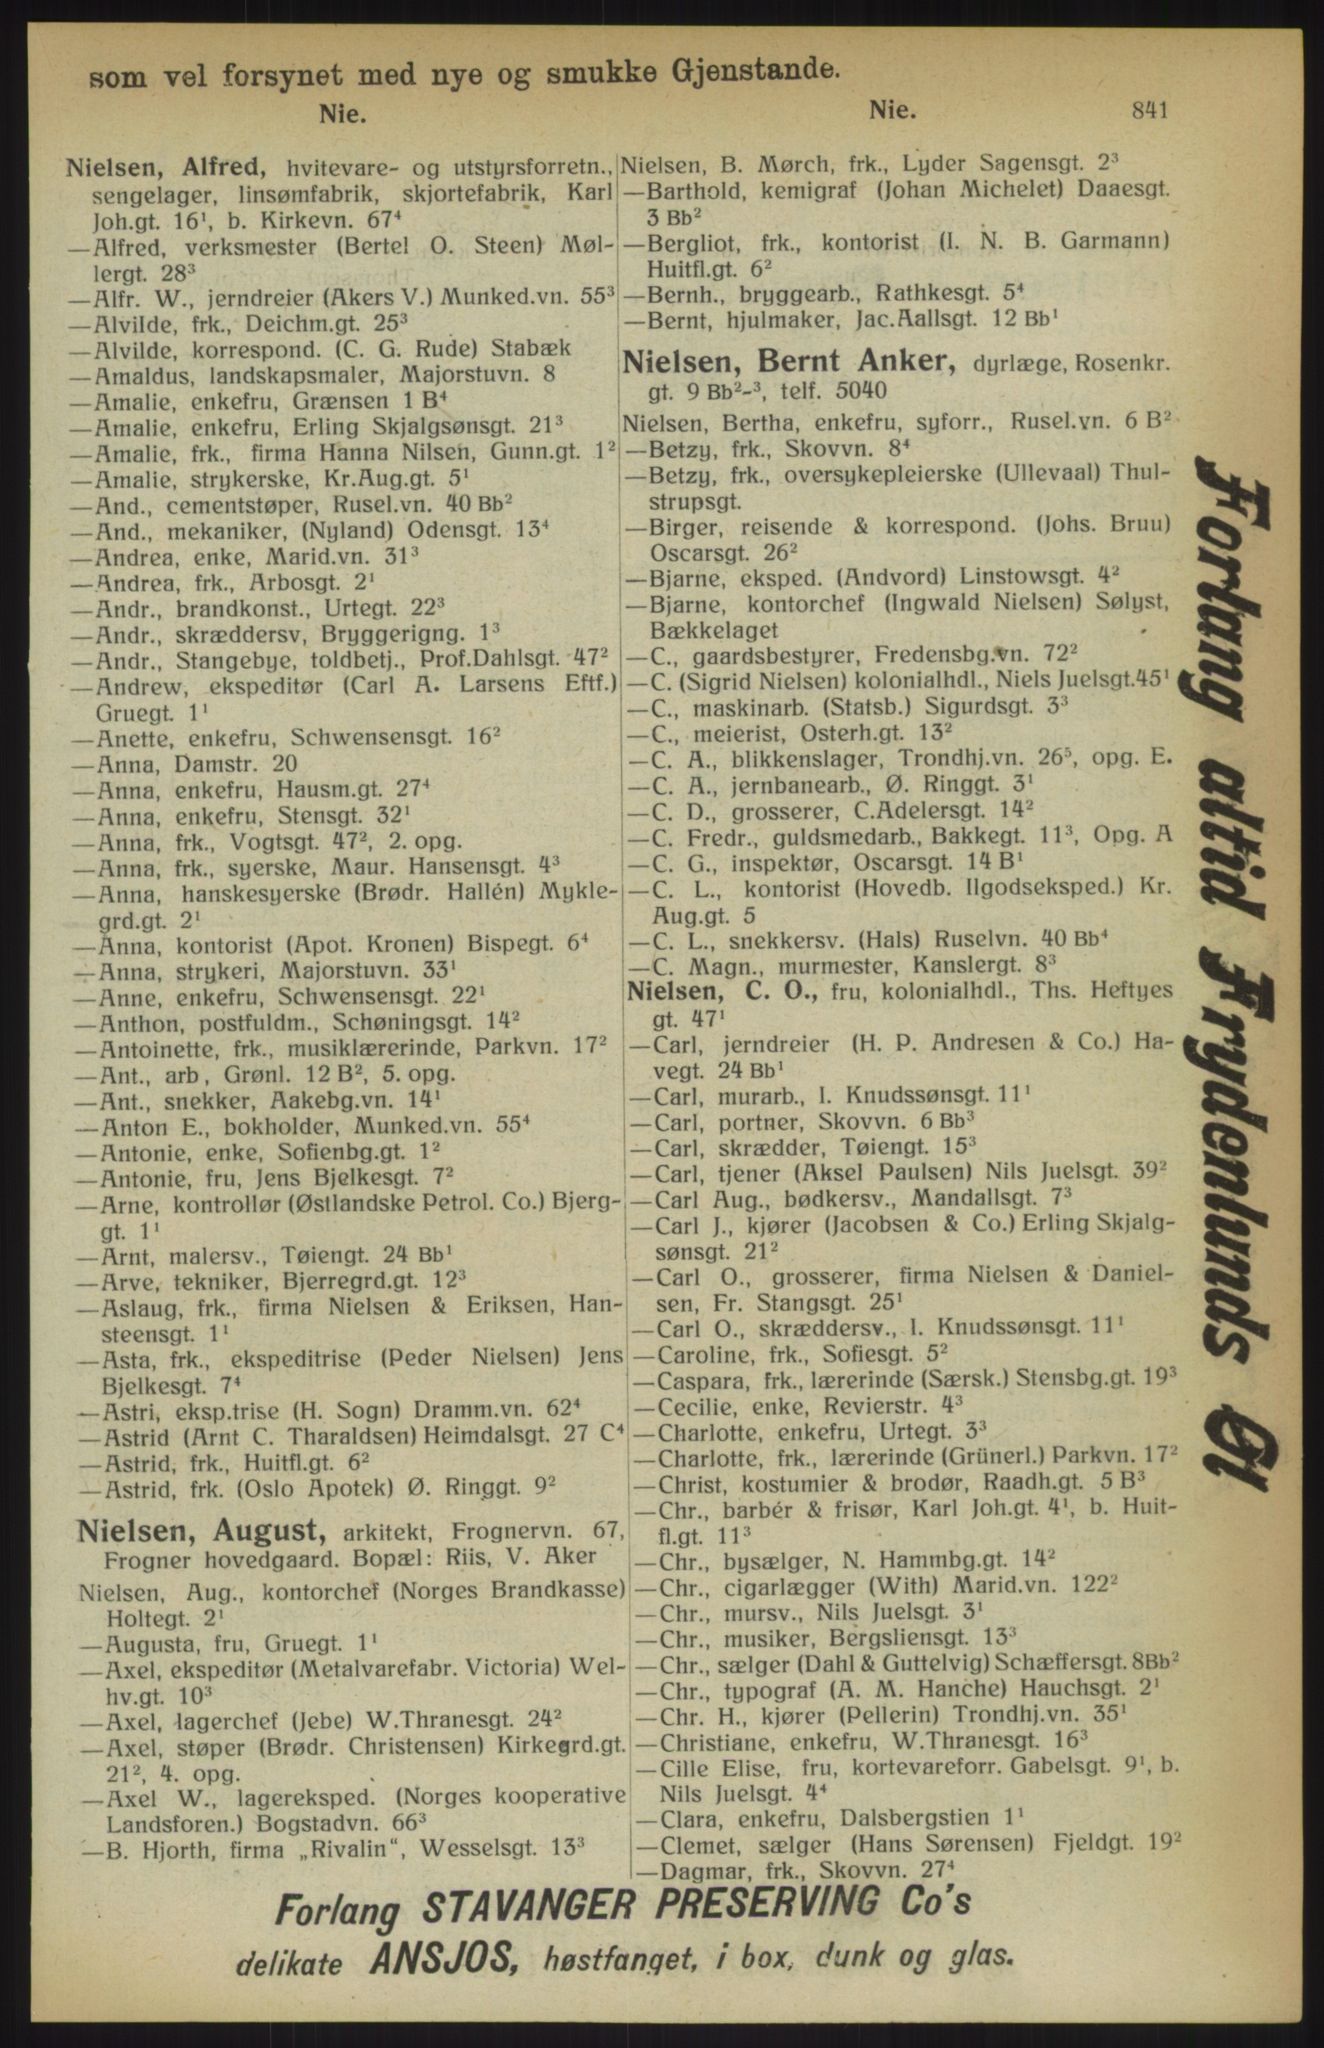 som vel forsynet med nye og smukke Gjenstande.
Nie.
Nie.
841
Nielsen, Alfred, hvitevare- og utstyrsforretn.,
sengelager, linsømfabrik, skjortefabrik, Karl
Joh.gt. 16¹, b. Kirkevn. 67⁴
—Alfred, verksmester (Bertel O. Steen) Møl-
lergt. 28³
—Alfr. W., jerndreier (Akers V.) Munked.vn. 55³
—Alvilde, frk., Deichm.gt. 25³
—Alvilde, korrespond. (C. G. Rude) Stabæk
—Amaldus, landskapsmaler, Majorstuvn. 8
—Amalie, enkefru, Grænsen 1 B⁴
—Amalie, enkefru, Erling Skjalgsønsgt. 21³
—Amalie, frk., firma Hanna Nilsen, Gunn.gt. 1²
—Amalie, strykerske, Kr.Aug.gt. 5¹
—And., cementstøper, Rusel.vn. 40 Bb²
—And., mekaniker, (Nyland) Odensgt. 13⁴
—Andrea, enke, Marid.vn. 31³
—Andrea, frk., Arbosgt. 2¹
—Andr., brandkonst., Urtegt. 22³
—Andr., skræddersv, Bryggerigng. 1³
—Andr., Stangebye, toldbetj., Prof.Dahlsgt. 47²
—Andrew, ekspeditør (Carl A. Larsens Eftf.)
Gruegt. 1¹
—Anette, enkefru, Schwensensgt. 16²
—Anna, Damstr. 20
—Anna, enkefru, Hausm.gt. 27⁴
—Anna, enkefru, Stensgt. 32¹
—Anna, frk., Vogtsgt. 47², 2. opg.
—Anna, frk., syerske, Maur. Hansensgt. 4³
—Anna, hanskesyerske (Brødr. Hallén) Mykle-
grd.gt. 2¹
—Anna, kontorist (Apot. Kronen) Bispegt. 6⁴
—Anna, strykeri, Majorstuvn. 33¹
—Anne, enkefru, Schwensensgt. 22¹
—Anthon, postfuldm., Schøningsgt. 14²
—Antoinette, frk., musiklærerinde, Parkvn. 17²
—Ant., arb, Grønl. 12 B², 5. opg.
—Ant., snekker, Aakebg.vn. 14¹
—Anton E., bokholder, Munked.vn. 55⁴
—Antonie, enke, Sofienbg.gt. 1²
—Antonie, fru, Jens Bjelkesgt. 7²
—Arne, kontrollør (Østlandske Petrol. Co.) Bjerg-
gt. 1¹
—Arnt, malersv., Tøiengt. 24 Bb¹
—Arve, tekniker, Bjerregrd.gt. 12³
—Aslaug, frk., firma Nielsen & Eriksen, Han-
steensgt. 1¹
—Asta, frk., ekspeditrise (Peder Nielsen) Jens
Bjelkesgt. 7⁴
—Astri, eksp.trise (H. Sogn) Dramm.vn. 62⁴
—Astrid (Arnt C. Tharaldsen) Heimdalsgt. 27 C⁴
—Astrid, frk., Huitfl.gt. 6²
—Astrid, frk. (Oslo Apotek) Ø. Ringgt. 9²
Nielsen, August, arkitekt, Frognervn. 67,
Frogner hovedgaard. Bopæl: Riis, V. Aker
Nielsen, Aug., kontorchef (Norges Brandkasse)
Holtegt. 2¹
—Augusta, fru, Gruegt. 1¹
—Axel, ekspeditør (Metalvarefabr. Victoria) Wel-
hv.gt. 10³
—Axel, lagerchef (Jebe) W.Thranesgt. 24²
—Axel, støper (Brødr. Christensen) Kirkegrd.gt.
21², 4. opg.
—Axel W., lagereksped. (Norges kooperative
Landsforen.) Bogstadvn. 66³
—B. Hjorth, firma „Rivalin“, Wesselsgt. 13³
Nielsen, B. Mørch, frk., Lyder Sagensgt. 2³
—Barthold, kemigraf (Johan Michelet) Daaesgt.
3 Bb²
—Bergliot, frk., kontorist (I. N. B. Garmann)
Huitfl.gt. 6²
—Bernh., bryggearb., Rathkesgt. 5⁴
—Bernt, hjulmaker, Jac.Aallsgt. 12 Bb¹
Nielsen, Bernt Anker, dyrlæge, Rosenkr.
gt. 9 Bb²-³, telf. 5040
Nielsen, Bertha, enkefru, syforr., Rusel.vn. 6 B²
—Betzy, frk., Skovvn. 8⁴
—Betzy, frk., oversykepleierske (Ullevaal) Thul-
strupsgt.
—Birger, reisende & korrespond. (Johs. Bruu)
Oscarsgt. 26²
—Bjarne, eksped. (Andvord) Linstowsgt. 4²
—Bjarne, kontorchef (Ingwald Nielsen) Sølyst,
Bækkelaget
—C., gaardsbestyrer, Fredensbg.vn. 72²
—C. (Sigrid Nielsen) kolonialhdl., Niels Juelsgt.45¹
—C., maskinarb. (Statsb.) Sigurdsgt. 3³
—C., meierist, Osterh.gt. 13²
—C. A., blikkenslager, Trondhj.vn. 26⁵, opg. E.
—C. A., jernbanearb., Ø. Ringgt. 3¹
—C. D., grosserer, C.Adelersgt. 14²
—C. Fredr., guldsmedarb., Bakkegt. 11³, Opg. A
—C. G., inspektør, Oscarsgt. 14 B¹
—C. L., kontorist (Hovedb. Ilgodseksped.) Kr.
Aug.gt. 5
—C. L., snekkersv. (Hals) Ruselvn. 40 Bb⁴
—C. Magn., murmester, Kanslergt. 8³
Nielsen, C. O., fru, kolonialhdl., Ths. Heftyes
gt. 47¹
—Carl, jerndreier (H. P. Andresen & Co.) Ha-
vegt. 24 Bb¹
—Carl, murarb., I. Knudssønsgt. 11¹
—Carl, portner, Skovvn. 6 Bb³
—Carl, skrædder, Tøiengt. 15³
—Carl, tjener (Aksel Paulsen) Nils Juelsgt. 39²
—Carl Aug., bødkersv., Mandallsgt. 7³
—Carl J., kjører (Jacobsen & Co.) Erling Skjalg-
sønsgt. 21²
—Carl O., grosserer, firma Nielsen & Daniel-
sen, Fr. Stangsgt. 25¹
—Carl O., skræddersv., I. Knudssønsgt. 11¹
—Caroline, frk., Sofiesgt. 5²
—Caspara, frk., lærerinde (Særsk.) Stensbg.gt. 19³
—Cecilie, enke, Revierstr. 4³
—Charlotte, enkefru, Urtegt. 3³
—Charlotte, frk., lærerinde (Grünerl.) Parkvn. 17²
—Christ, kostumier & brodør, Raadh.gt. 5 B³
—Chr., barbér & frisør, Karl Joh.gt. 4¹, b. Huit-
fl.gt. 11³
—Chr., bysælger, N. Hammbg.gt. 14²
—Chr., cigarlægger (With) Marid.vn. 122²
—Chr., mursv., Nils Juelsgt. 3¹
—Chr., musiker, Bergsliensgt. 13³
—Chr., sælger (Dahl & Guttelvig) Schæffersgt. 8Bb²
—Chr., typograf (A. M. Hanche) Hauchsgt. 2¹
—Chr. H., kjører (Pellerin) Trondhj.vn. 35¹
—Christiane, enkefru, W.Thranesgt. 16³
—Cille Elise, fru, kortevareforr. Gabelsgt. 9¹, b.
Nils Juelsgt. 4⁴
—Clara, enkefru, Dalsbergstien 1¹
—Clemet, sælger (Hans Sørensen) Fjeldgt. 19²
—Dagmar, frk., Skovvn. 27⁴
Forlang altid Frydenlunds Øl
Forlang STAVANGER PRESERVING Co's
delikate ANSJOS, høstfanget, i box, dunk og glas.